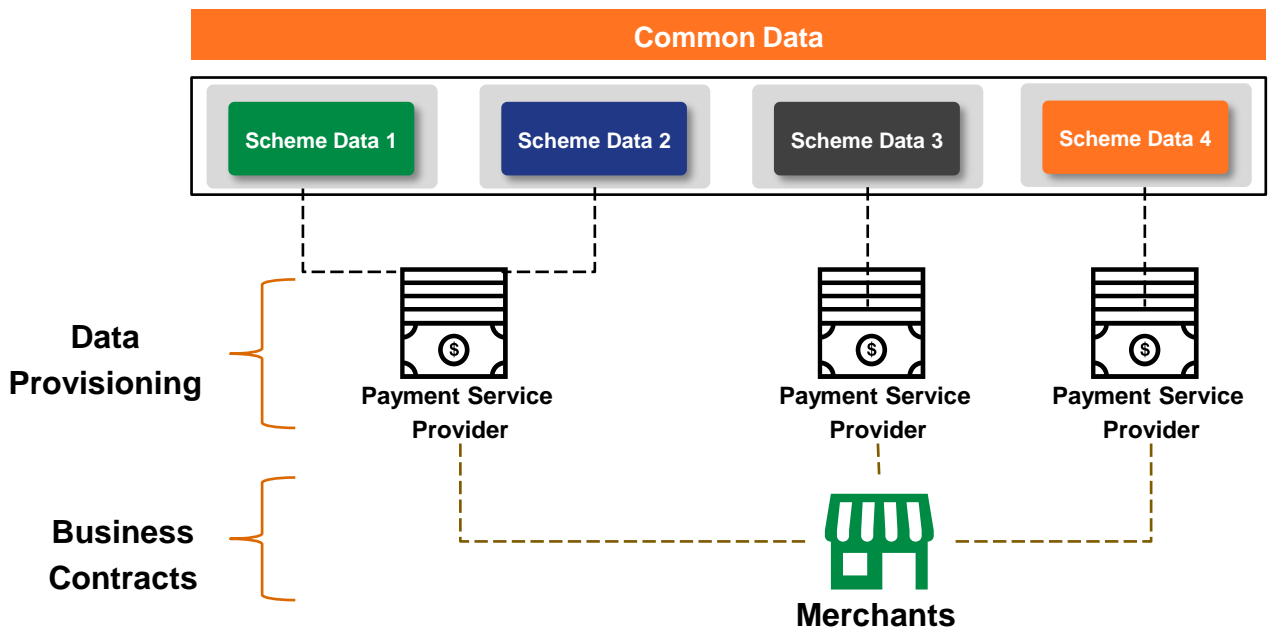 Common Data
Scheme Data 1
Scheme Data 2
Scheme Data 3
Scheme Data 4
Data
Provisioning
$
$
$
Payment Service
Provider
Payment Service
Provider
Payment Service
Provider
Business
Contracts
Merchants